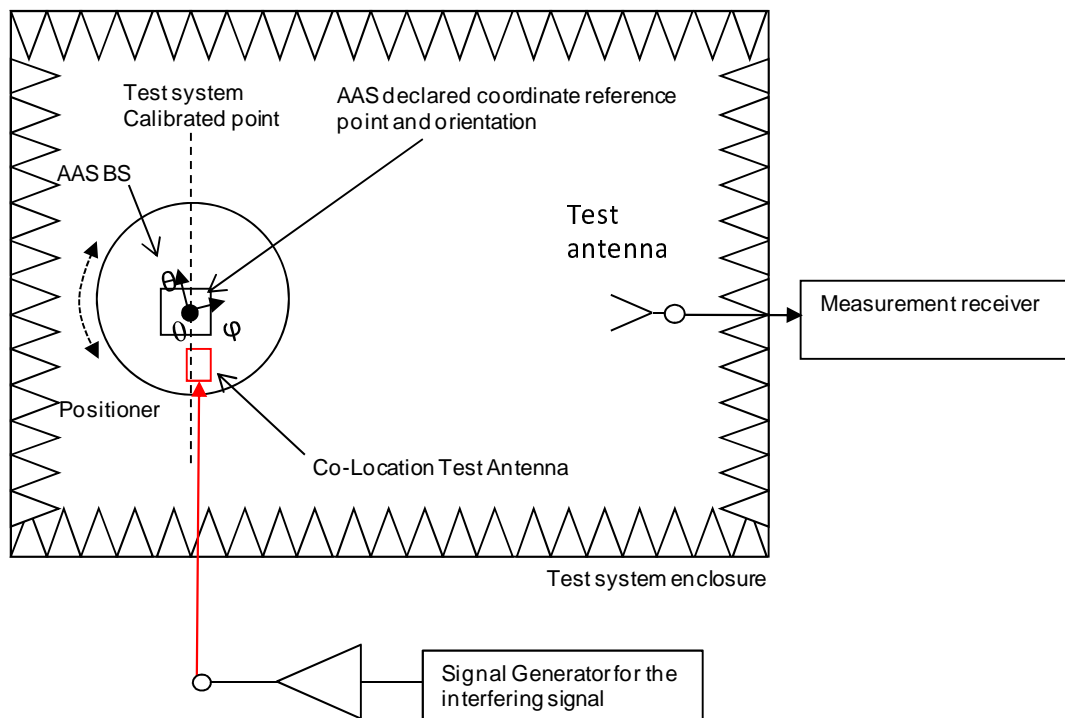 Test system
Calibrated point
AAS declared coordinate reference
point and orientation
AAS BS
Test
antenna
θ
θ
φ
Measurement receiver
Positioner
Co-Location Test Antenna
Test system enclosure
Signal Generator for the
interfering signal